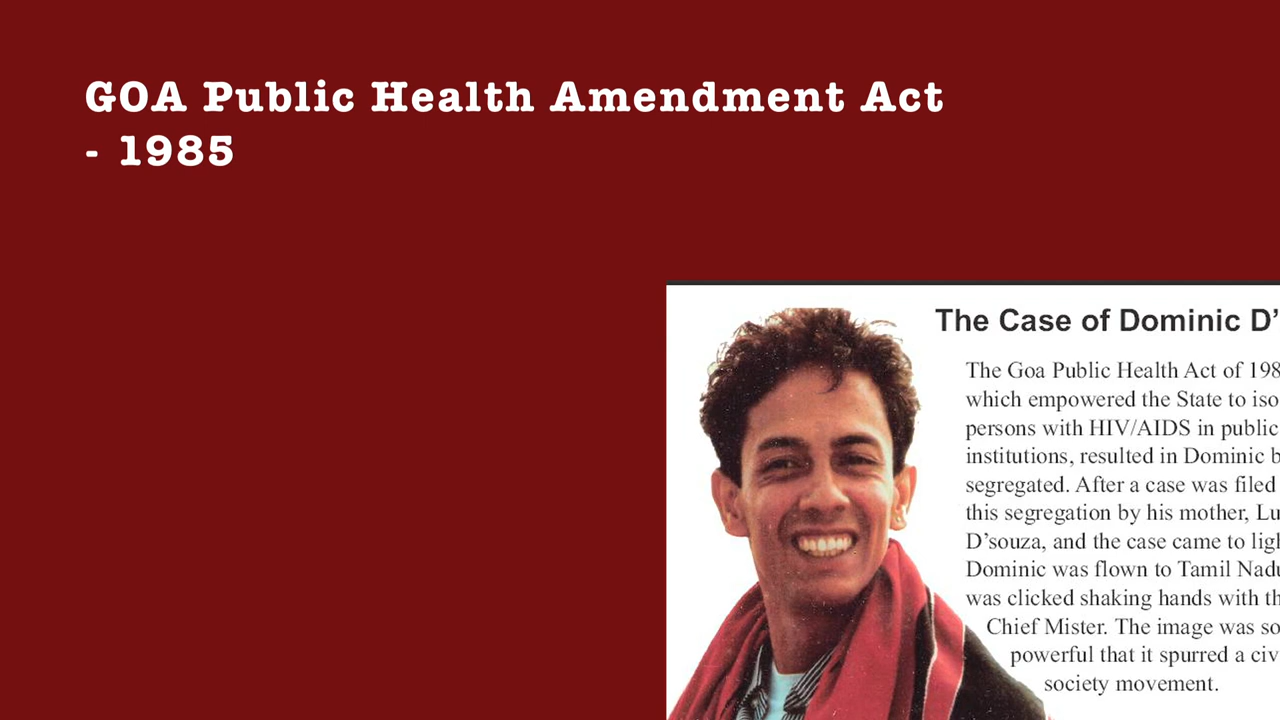 GOA Public Health Amendment Act
- 1985
The Case of Dominic D’
The Goa Public Health Act of 198
which empowered the State to iso
persons with HIV/AIDS in public
institutions, resulted in Dominic b
segregated. After a case was filed
this segregation by his mother, Lu
D’souza, and the case came to ligh
Dominic was flown to Tamil Nadu
was clicked shaking hands with th
Chief Mister. The image was so
powerful that it spurred a civ
society movement.